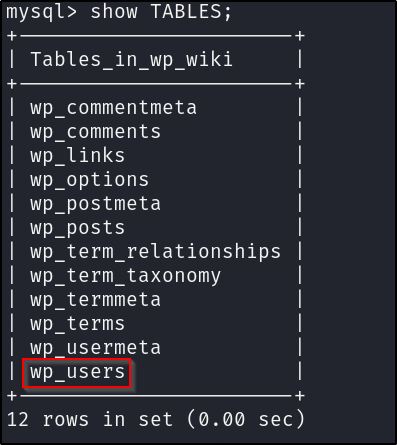 mysql> show TABLES;
+-----------------------+
| Tables_in_wp_wiki     |
+-----------------------+
| wp_commentmeta        |
| wp_comments           |
| wp_links              |
| wp_options            |
| wp_postmeta           |
| wp_posts              |
| wp_term_relationships |
| wp_term_taxonomy      |
| wp_termmeta           |
| wp_terms              |
| wp_usermeta           |
| wp_users              |
+-----------------------+
12 rows in set (0.00 sec)